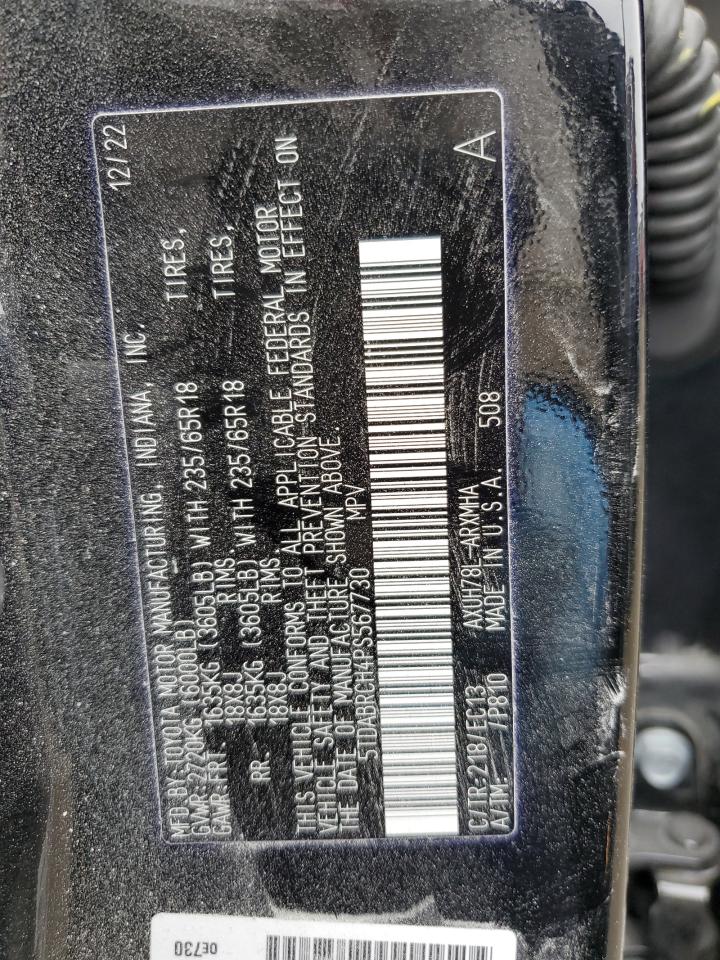 MFD.BY:TOYOTA MOTOR MANUFACTURING, INDIANA, INC. 12/22
GVWR 2720KG (6000LB)
GAWR FRT 1635KG (3605LB) WITH 235/65R18 TIRES,
18X8J RIMS,
RR 1635KG (3605LB) WITH 235/65R18 TIRES,
18X8J RIMS,
THIS VEHICLE CONFORMS TO ALL APPLICABLE FEDERAL MOTOR
VEHICLE SAFETY AND THEFT PREVENTION STANDARDS IN EFFECT ON
THE DATE OF MANUFACTURE SHOWN ABOVE.
MPV
C/TR:218 /EC13 AXUH78L-ARXMHA A
A/TM: /P810 MADE IN U.S.A. 508
0E730